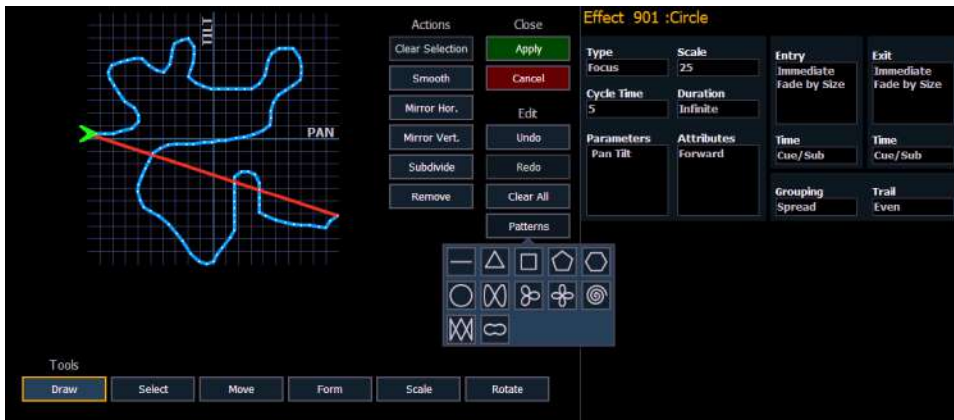 TILT
PAN
Actions
Clear Selection
Smooth
Mirror Hor.
Mirror Vert.
Subdivide
Remove
Close
Apply
Cancel
Edit
Undo
Redo
Clear All
Patterns
Tools
Draw
Select
Move
Form
Scale
Rotate
Effect 901 :Circle
Type
Focus
Scale
25
Cycle Time
5
Duration
Infinite
Parameters
Pan Tilt
Attributes
Forward
Entry
Immediate
Fade by Size
Exit
Immediate
Fade by Size
Time
Cue/Sub
Time
Cue/Sub
Grouping
Spread
Trail
Even